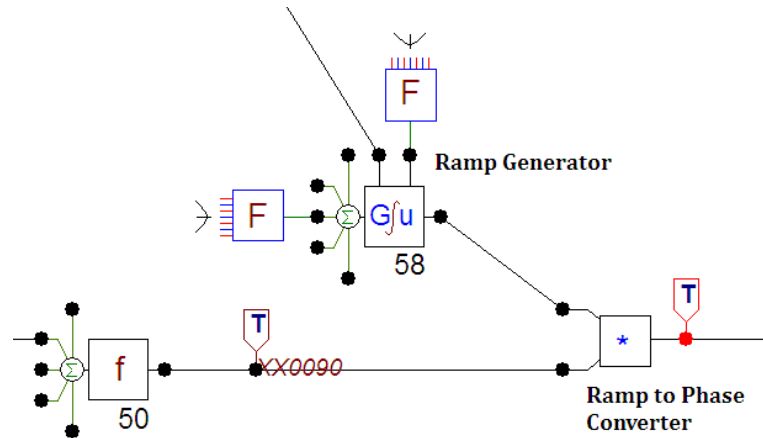 F
Ramp Generator
F
Σ
G∫u
58
T
T
Σ
f
XX0090
*
50
Ramp to Phase
Converter